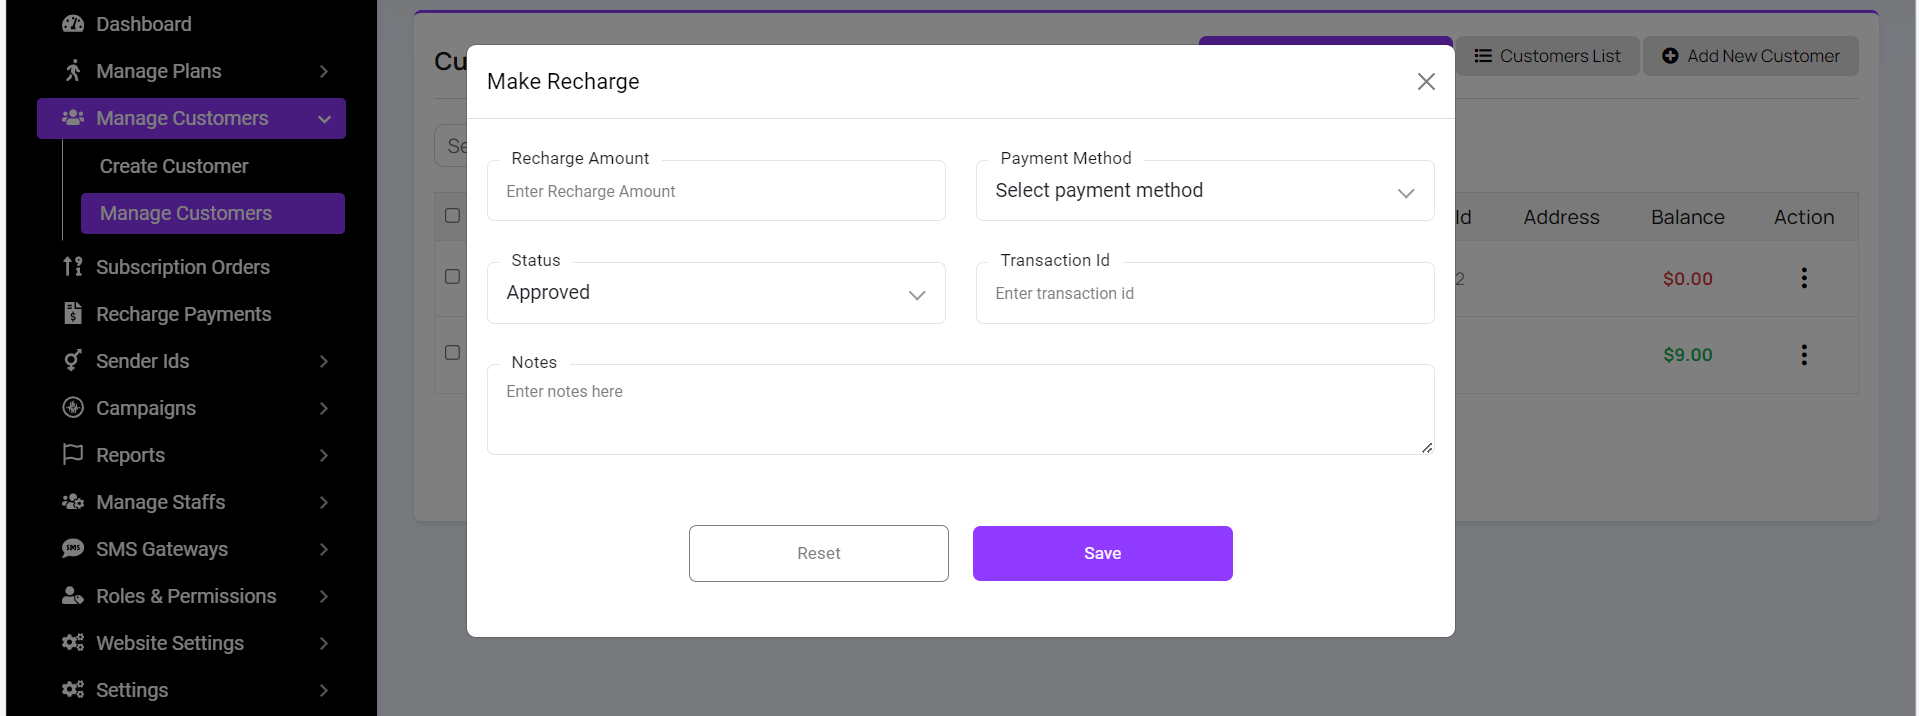 Dashboard
Manage Plans
Manage Customers
Create Customer
Manage Customers
Subscription Orders
Recharge Payments
Sender Ids
Campaigns
Reports
Manage Staffs
SMS Gateways
Roles & Permissions
Website Settings
Settings
Cu
Customers List
Add New Customer
Se
Id
Address
Balance
Action
2
$0.00
$9.00
Make Recharge
Recharge Amount
Enter Recharge Amount
Payment Method
Select payment method
Status
Approved
Transaction Id
Enter transaction id
Notes
Enter notes here
Reset
Save